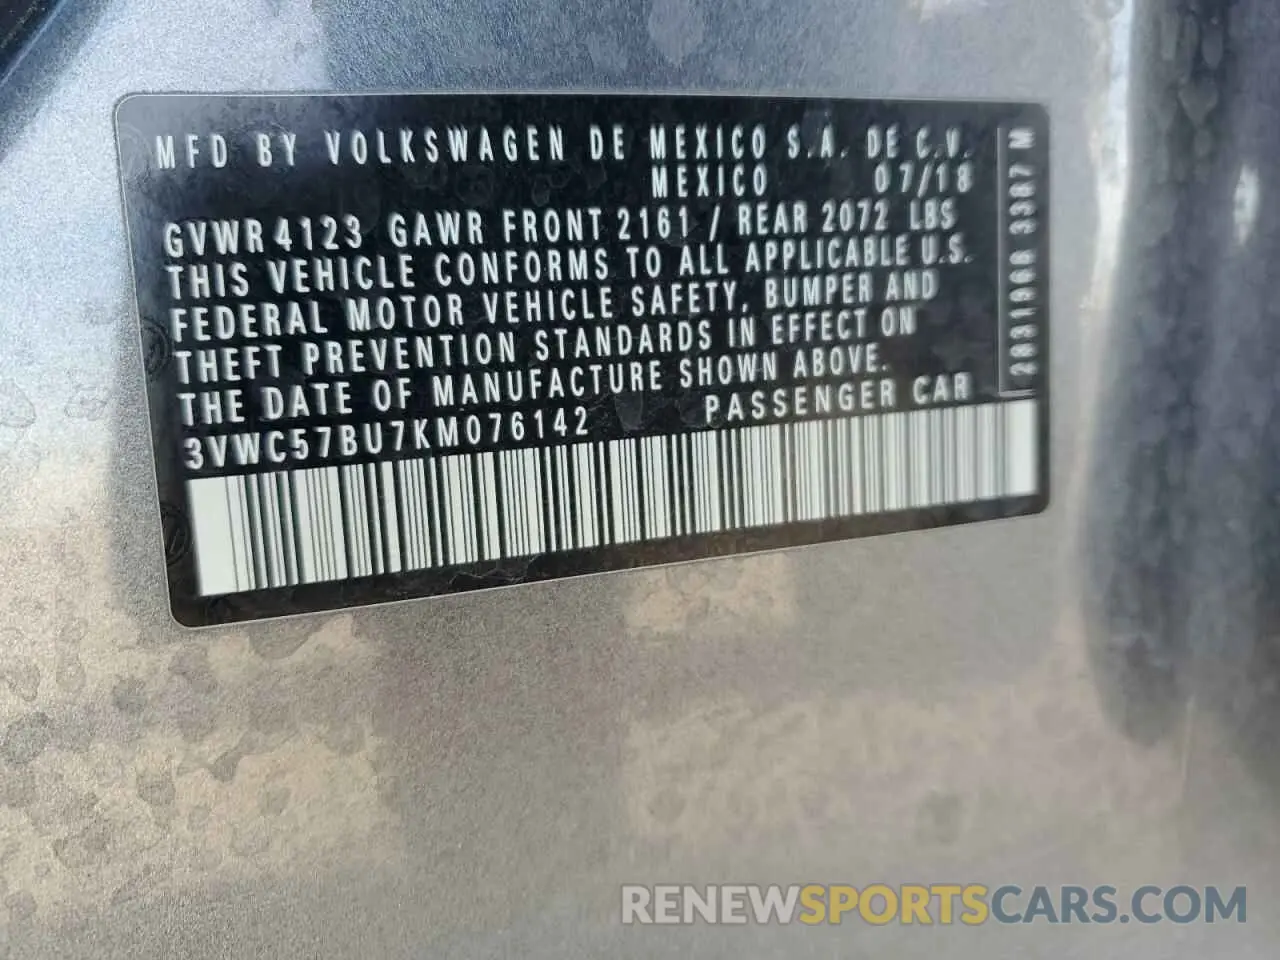 MFD BY VOLKSWAGEN DE MEXICO S.A. DE C.V.
MEXICO 07/18
GVWR 4123 GAWR FRONT 2161 / REAR 2072 LBS
THIS VEHICLE CONFORMS TO ALL APPLICABLE U.S.
FEDERAL MOTOR VEHICLE SAFETY, BUMPER AND
THEFT PREVENTION STANDARDS IN EFFECT ON
THE DATE OF MANUFACTURE SHOWN ABOVE.
3VWC57BU7KM076142 PASSENGER CAR
2831966 3387 M
RENEWSPORTSCARS.COM